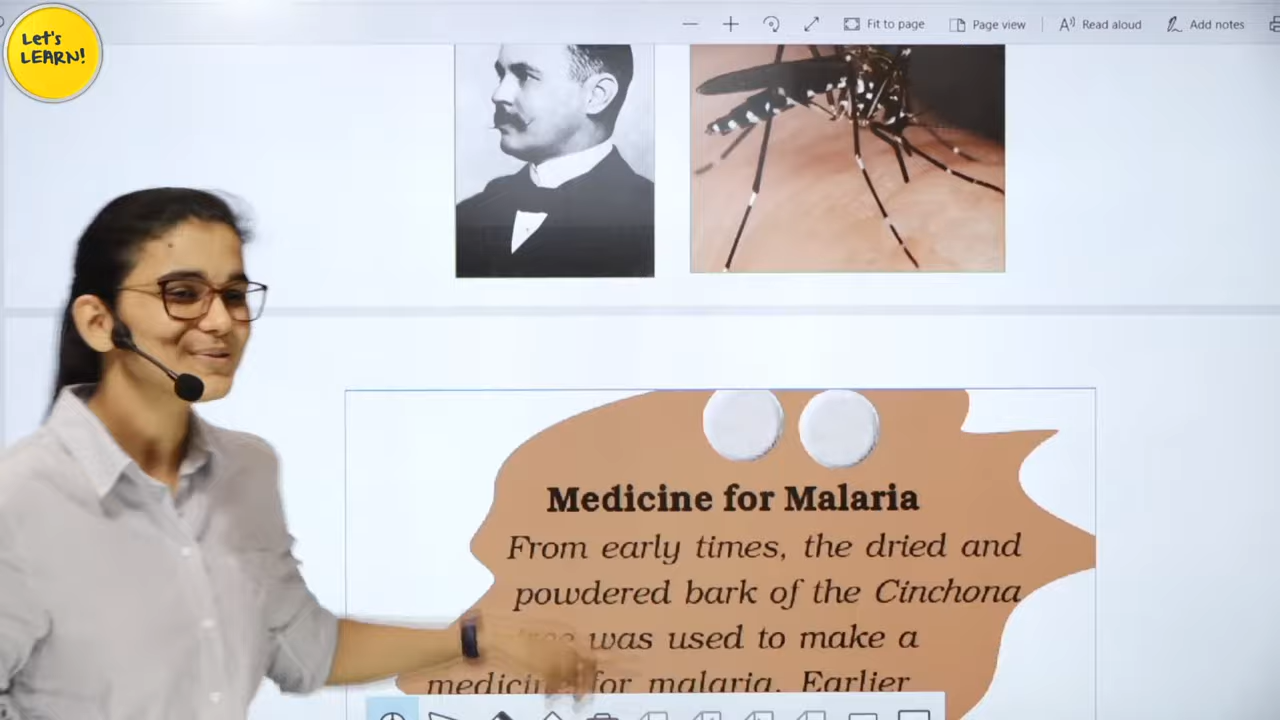 Let's
LEARN!
Fit to page
Page view
Read aloud
Add notes
Medicine for Malaria
From early times, the dried and
powdered bark of the Cinchona
was used to make a
for malaria. Earlier